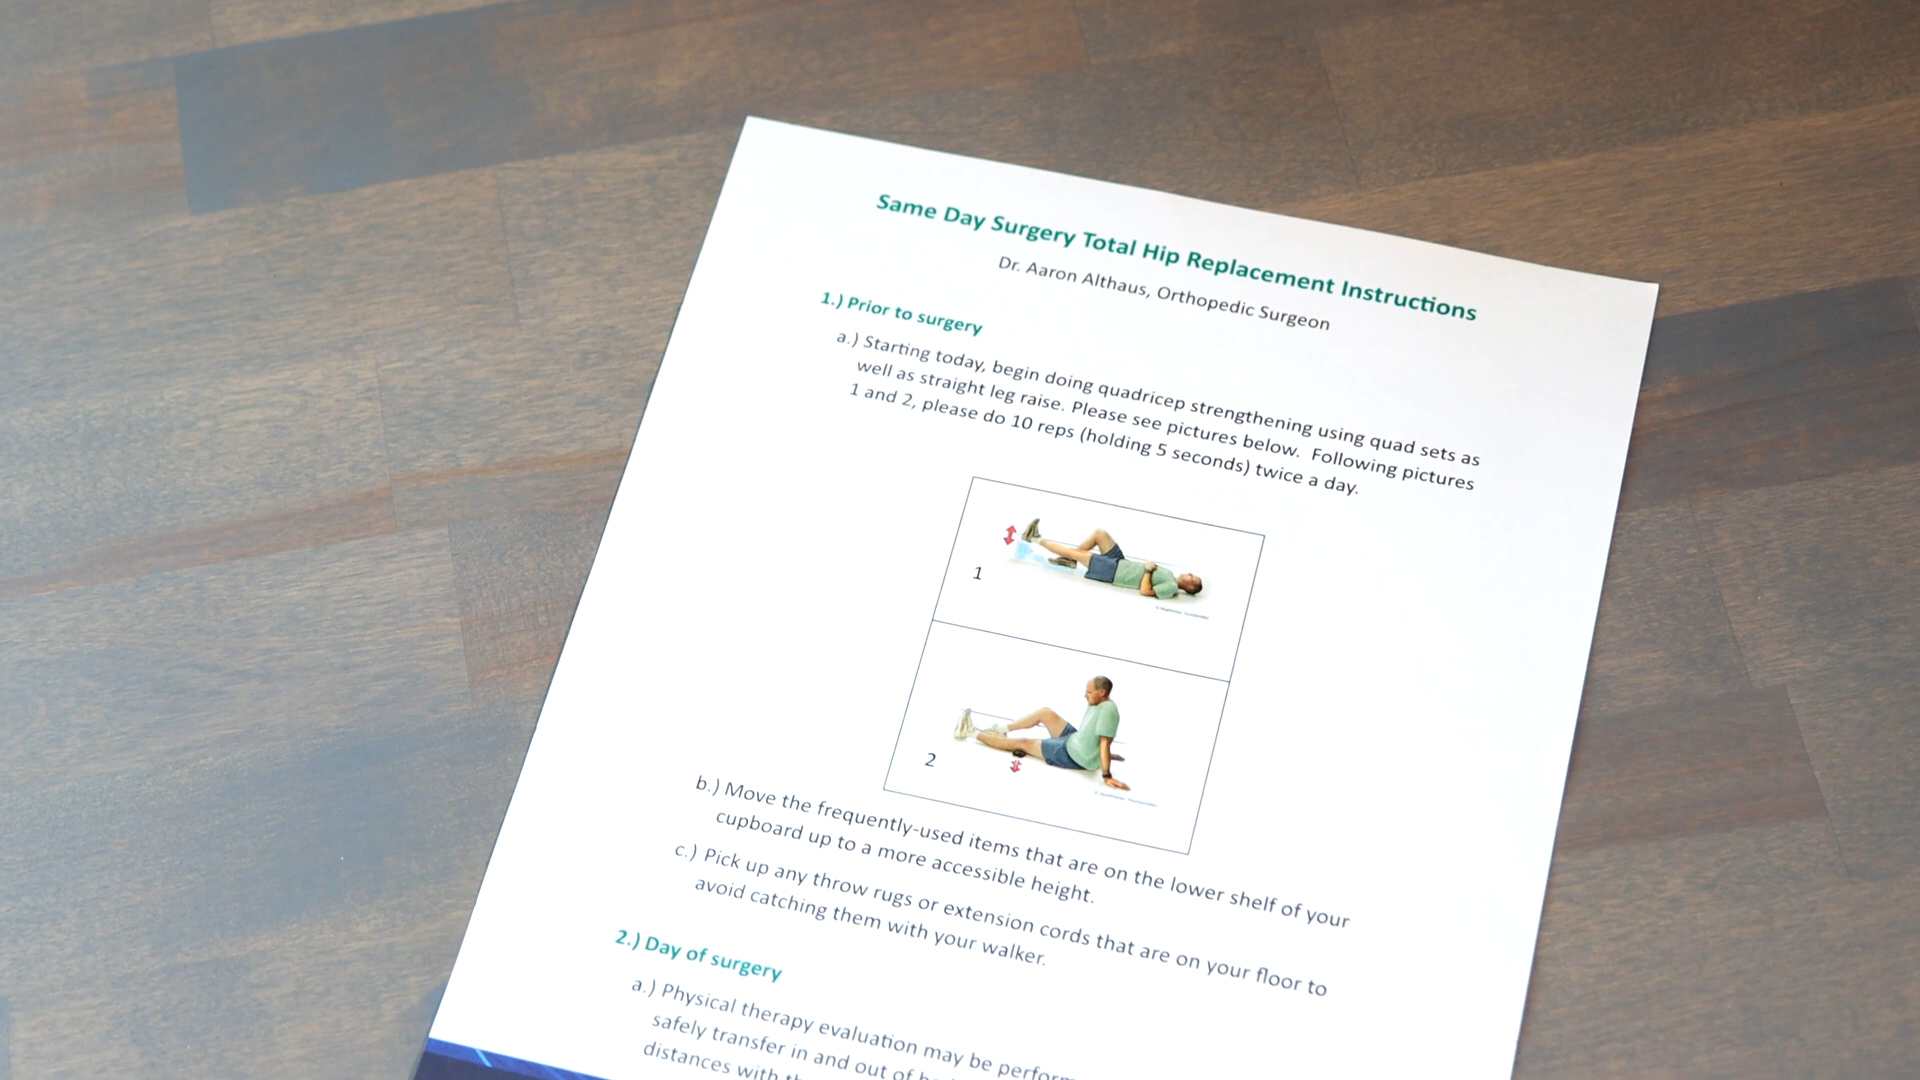 Same Day Surgery Total Hip Replacement Instructions
Dr. Aaron Althaus, Orthopedic Surgeon
1.) Prior to surgery
a.) Starting today, begin doing quadricep strengthening using quad sets as
well as straight leg raise. Please see pictures below. Following pictures
1 and 2, please do 10 reps (holding 5 seconds) twice a day.
1
2
b.) Move the frequently-used items that are on the lower shelf of your
cupboard up to a more accessible height.
c.) Pick up any throw rugs or extension cords that are on your floor to
avoid catching them with your walker.
2.) Day of surgery
a.) Physical therapy evaluation may be
safely transfer in and out of
distances with